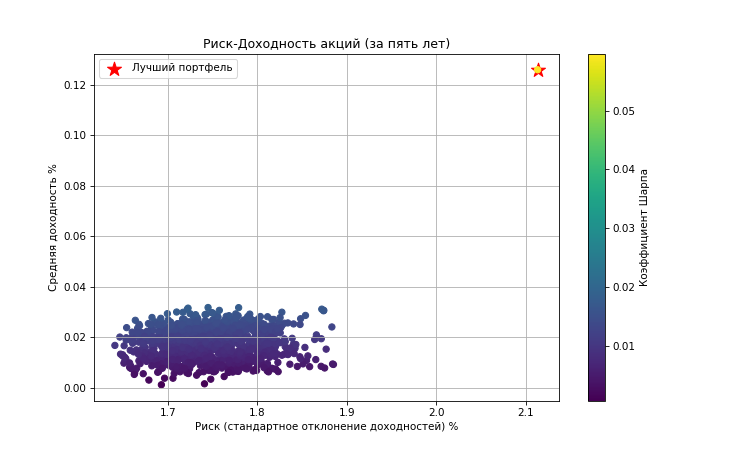 Риск-Доходность акций (за пять лет)
Лучший портфель
Средняя доходность %
0.12
0.10
0.08
0.06
0.04
0.02
0.00
1.7 1.8 1.9 2.0 2.1
Риск (стандартное отклонение доходностей) %
0.05
0.04
0.03
0.02
0.01
Коэффициент Шарпа